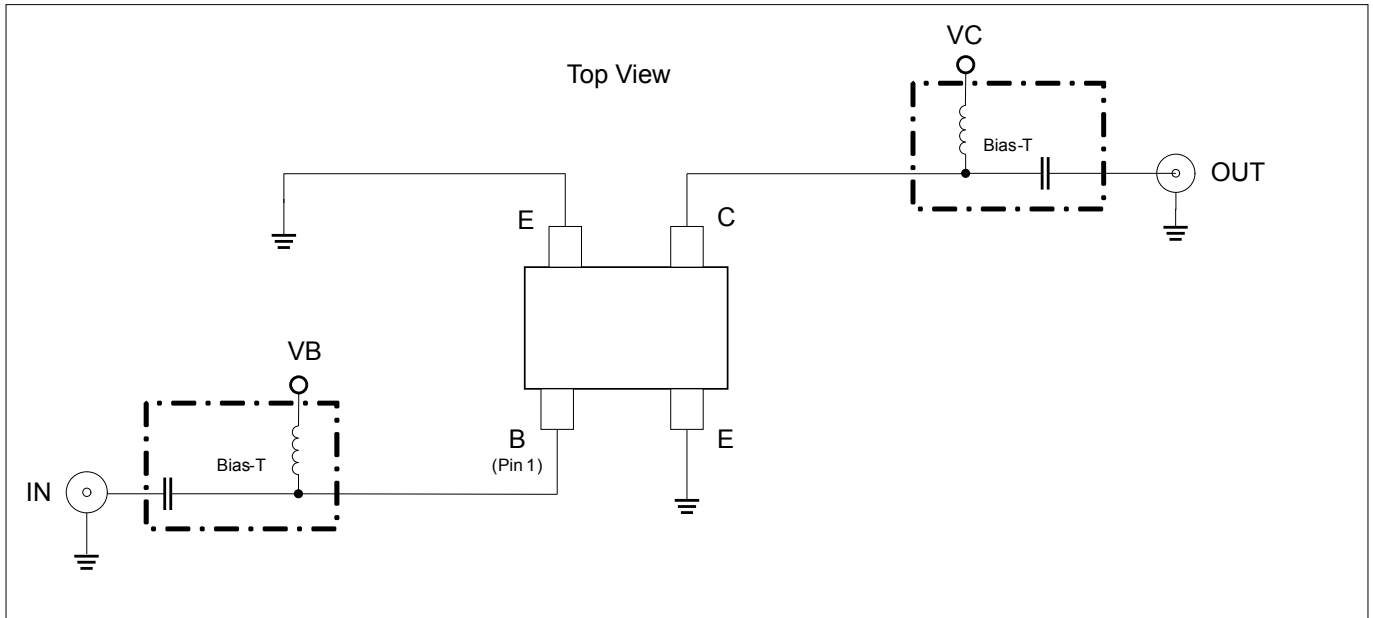 VC
Top View
Bias-T
OUT
E
C
VB
B
(Pin 1)
E
Bias-T
IN